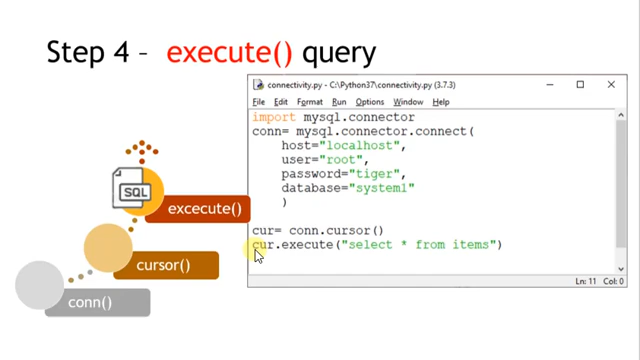 Step 4 – execute() query
connectivity.py - C:\Python37\connectivity.py (3.7.3)
File Edit Format Run Options Window Help
import mysql.connector
conn= mysql.connector.connect(
host="localhost",
user="root",
password="tiger",
database="system1"
)
cur= conn.cursor()
cur.execute("select * from items")
Ln: 11 Col: 0
SQL
excecute()
cursor()
conn()